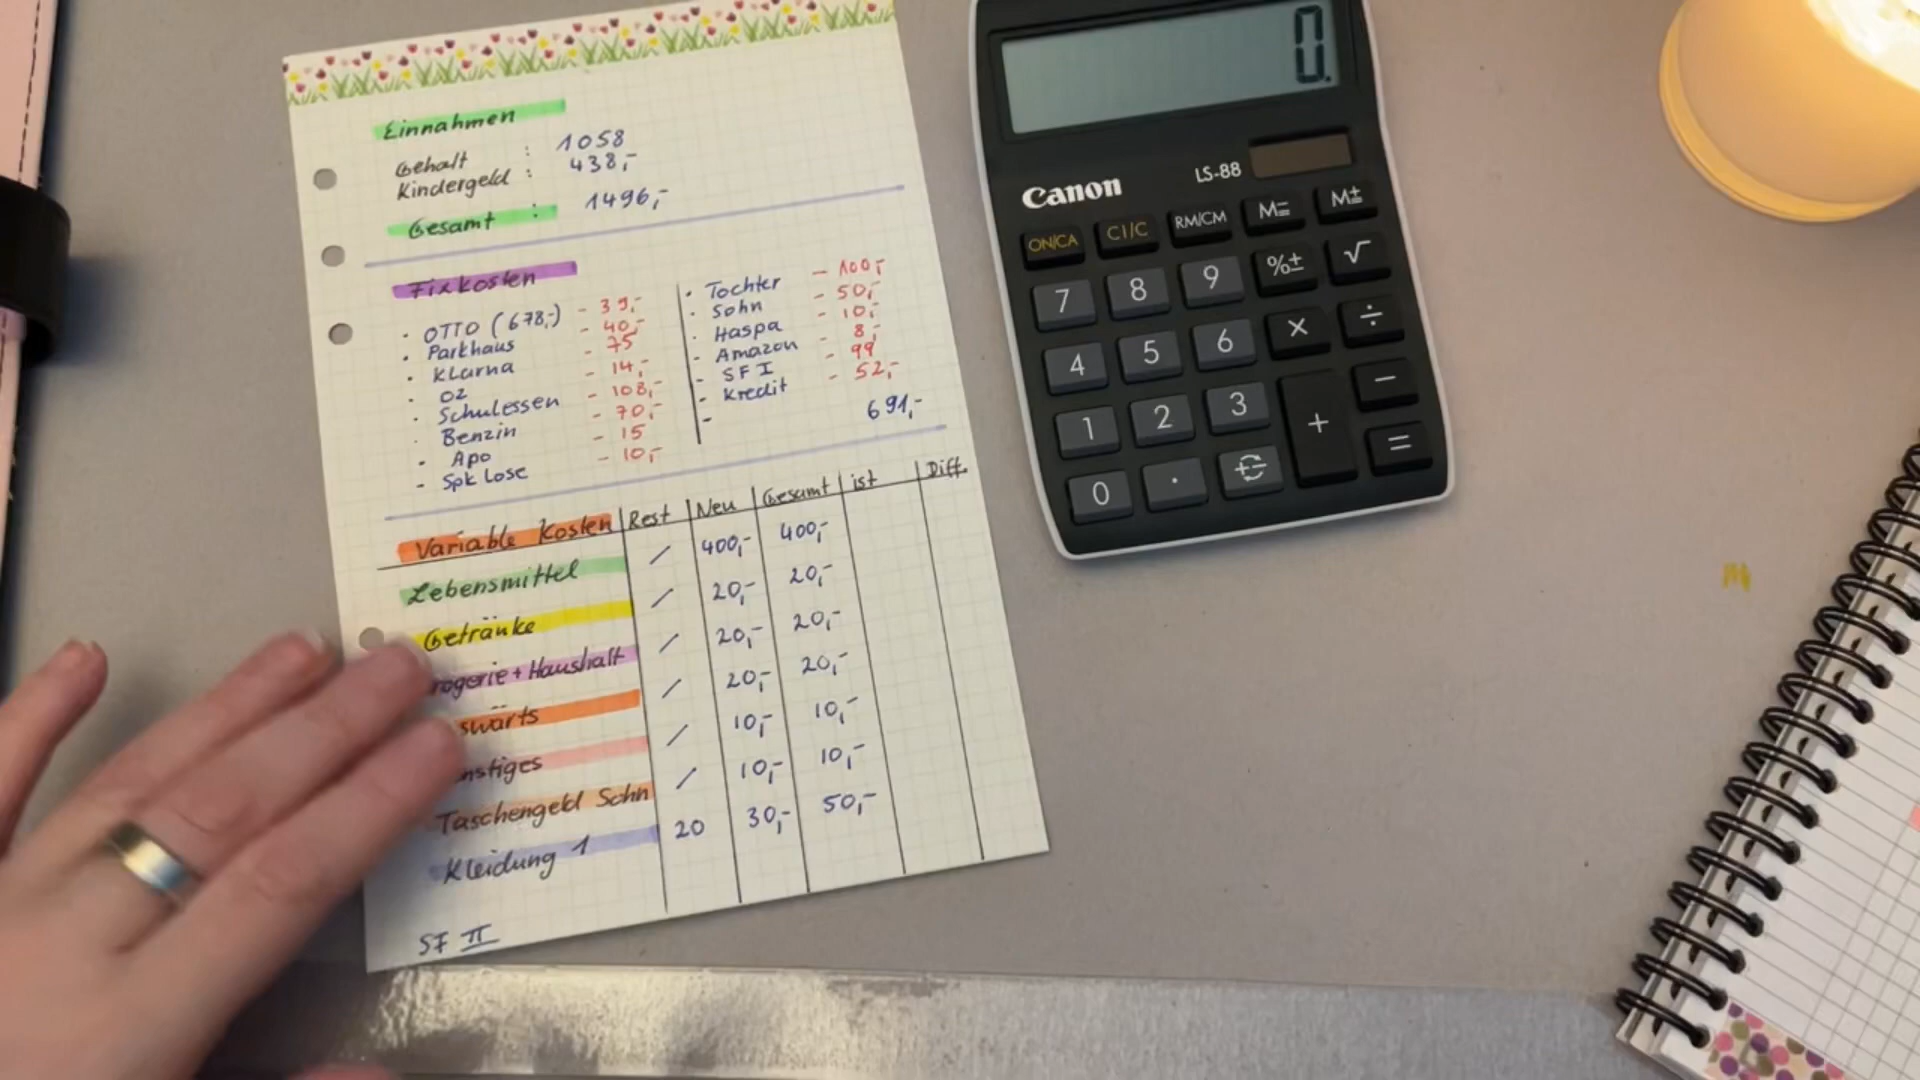 Einnahmen
Gehalt : 1058
Kindergeld : 438,-
Gesamt : 1496,-
Fixkosten
· OTTO (678,-) - 39,-
· Parkhaus - 40,-
· Klarna - 75
· O2 - 14,-
· Schulessen - 108,-
· Benzin - 70,-
- Apo - 15
- Spk Lose - 10,-
· Tochter - 100,-
· Sohn - 50,-
· Haspa - 10,-
- Amazon - 8,-
- SF I - 99
- Kredit - 52,-
-
691,-
Variable Kosten Rest Neu Gesamt ist Diff.
Lebensmittel / 400,- 400,-
Getränke / 20,- 20,-
rogerie + Haushalt / 20,- 20,-
swärts / 20,- 20,-
nstiges / 10,- 10,-
Taschengeld Sohn / 10,- 10,-
Kleidung 1 20 30,- 50,-
SF II
0.
Canon LS-88
ON/CA CI/C RM/CM M= M±
7 8 9 %± √
4 5 6 × ÷
1 2 3 + −
0 . =